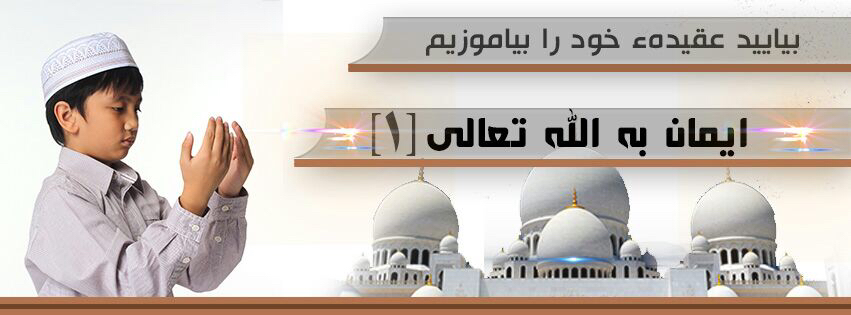 بیایید عقیدهء خود را بیاموزیم
ایمان به الله تعالی [۱]